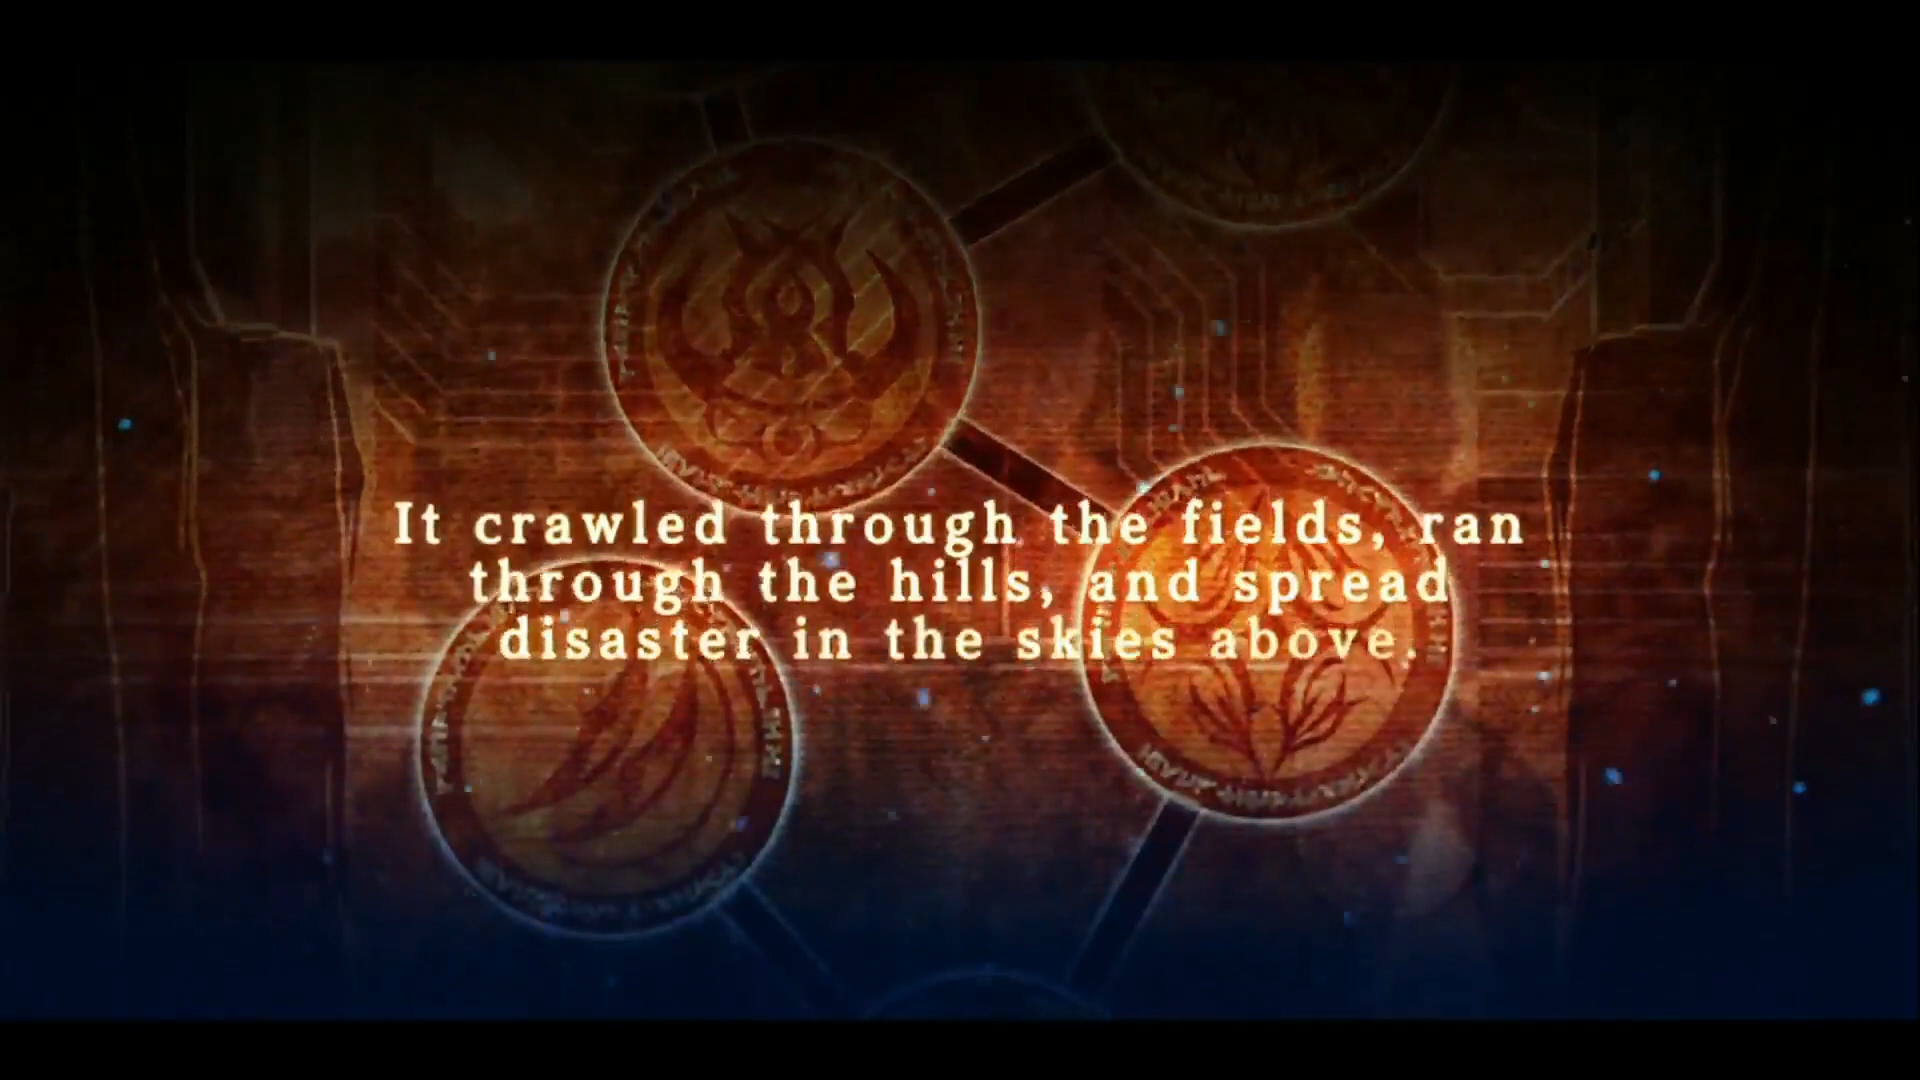 It crawled through the fields, ran
through the hills, and spread
disaster in the skies above.